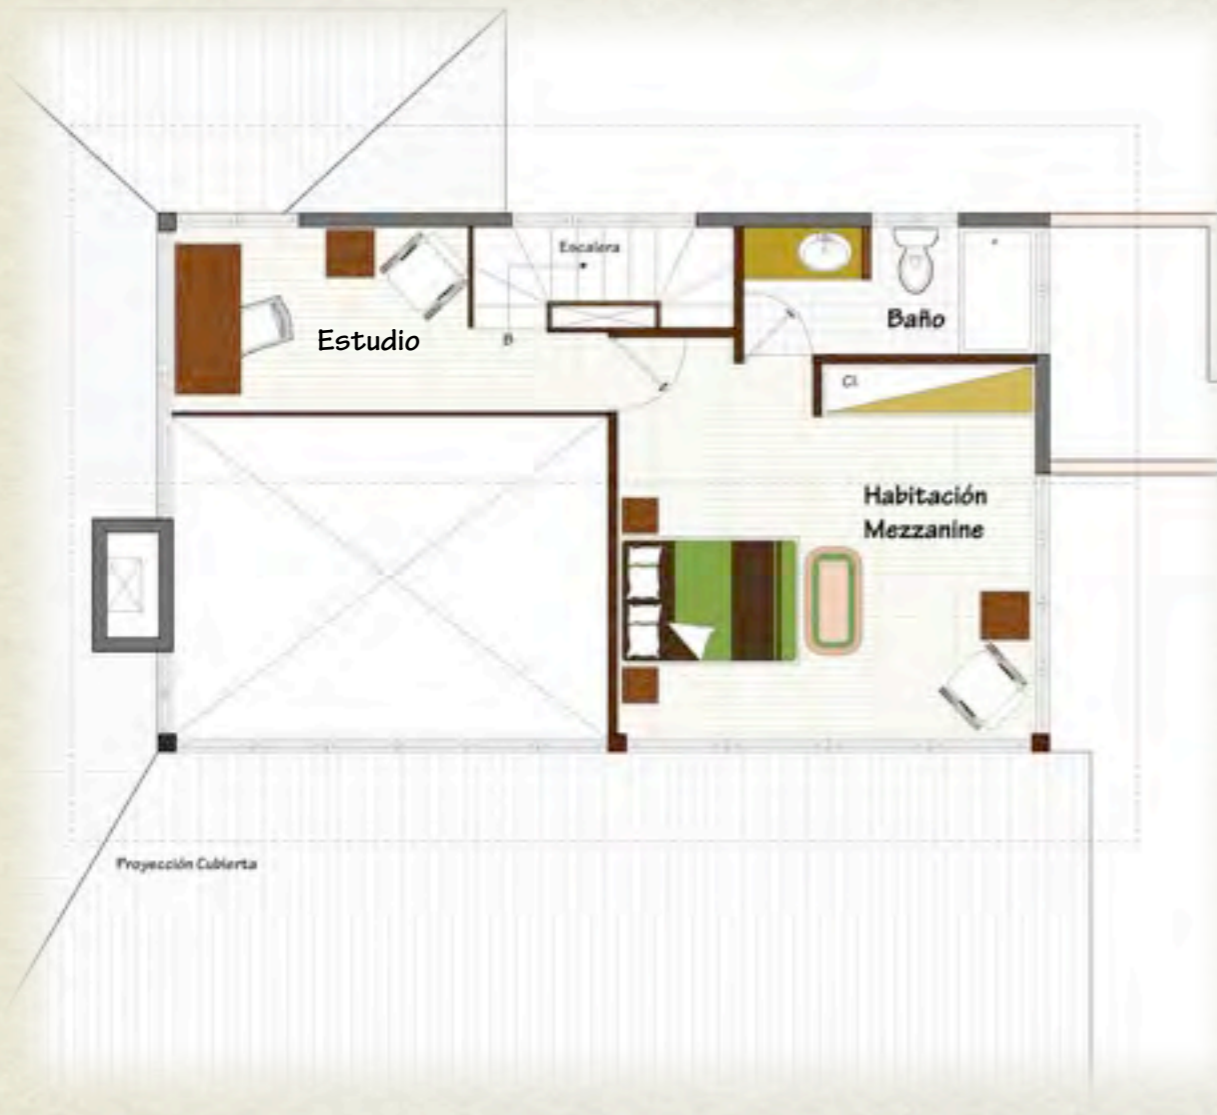 Escalera
Baño
Estudio
B
Cl.
Habitación
Mezzanine
Proyección Cubierta